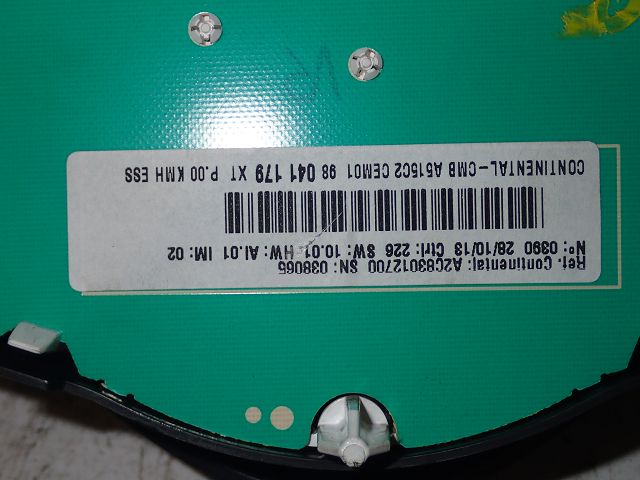 Ref. Continental: A2C83012700 SN: 038065
N°: 0390 28/10/13 Ctrl: 226 SW: 10.01 HW: AI.01 IM: 02
CONTINENTAL-CMB A515C2 CEM01 98 041 179 XT P.00 KMH ESS